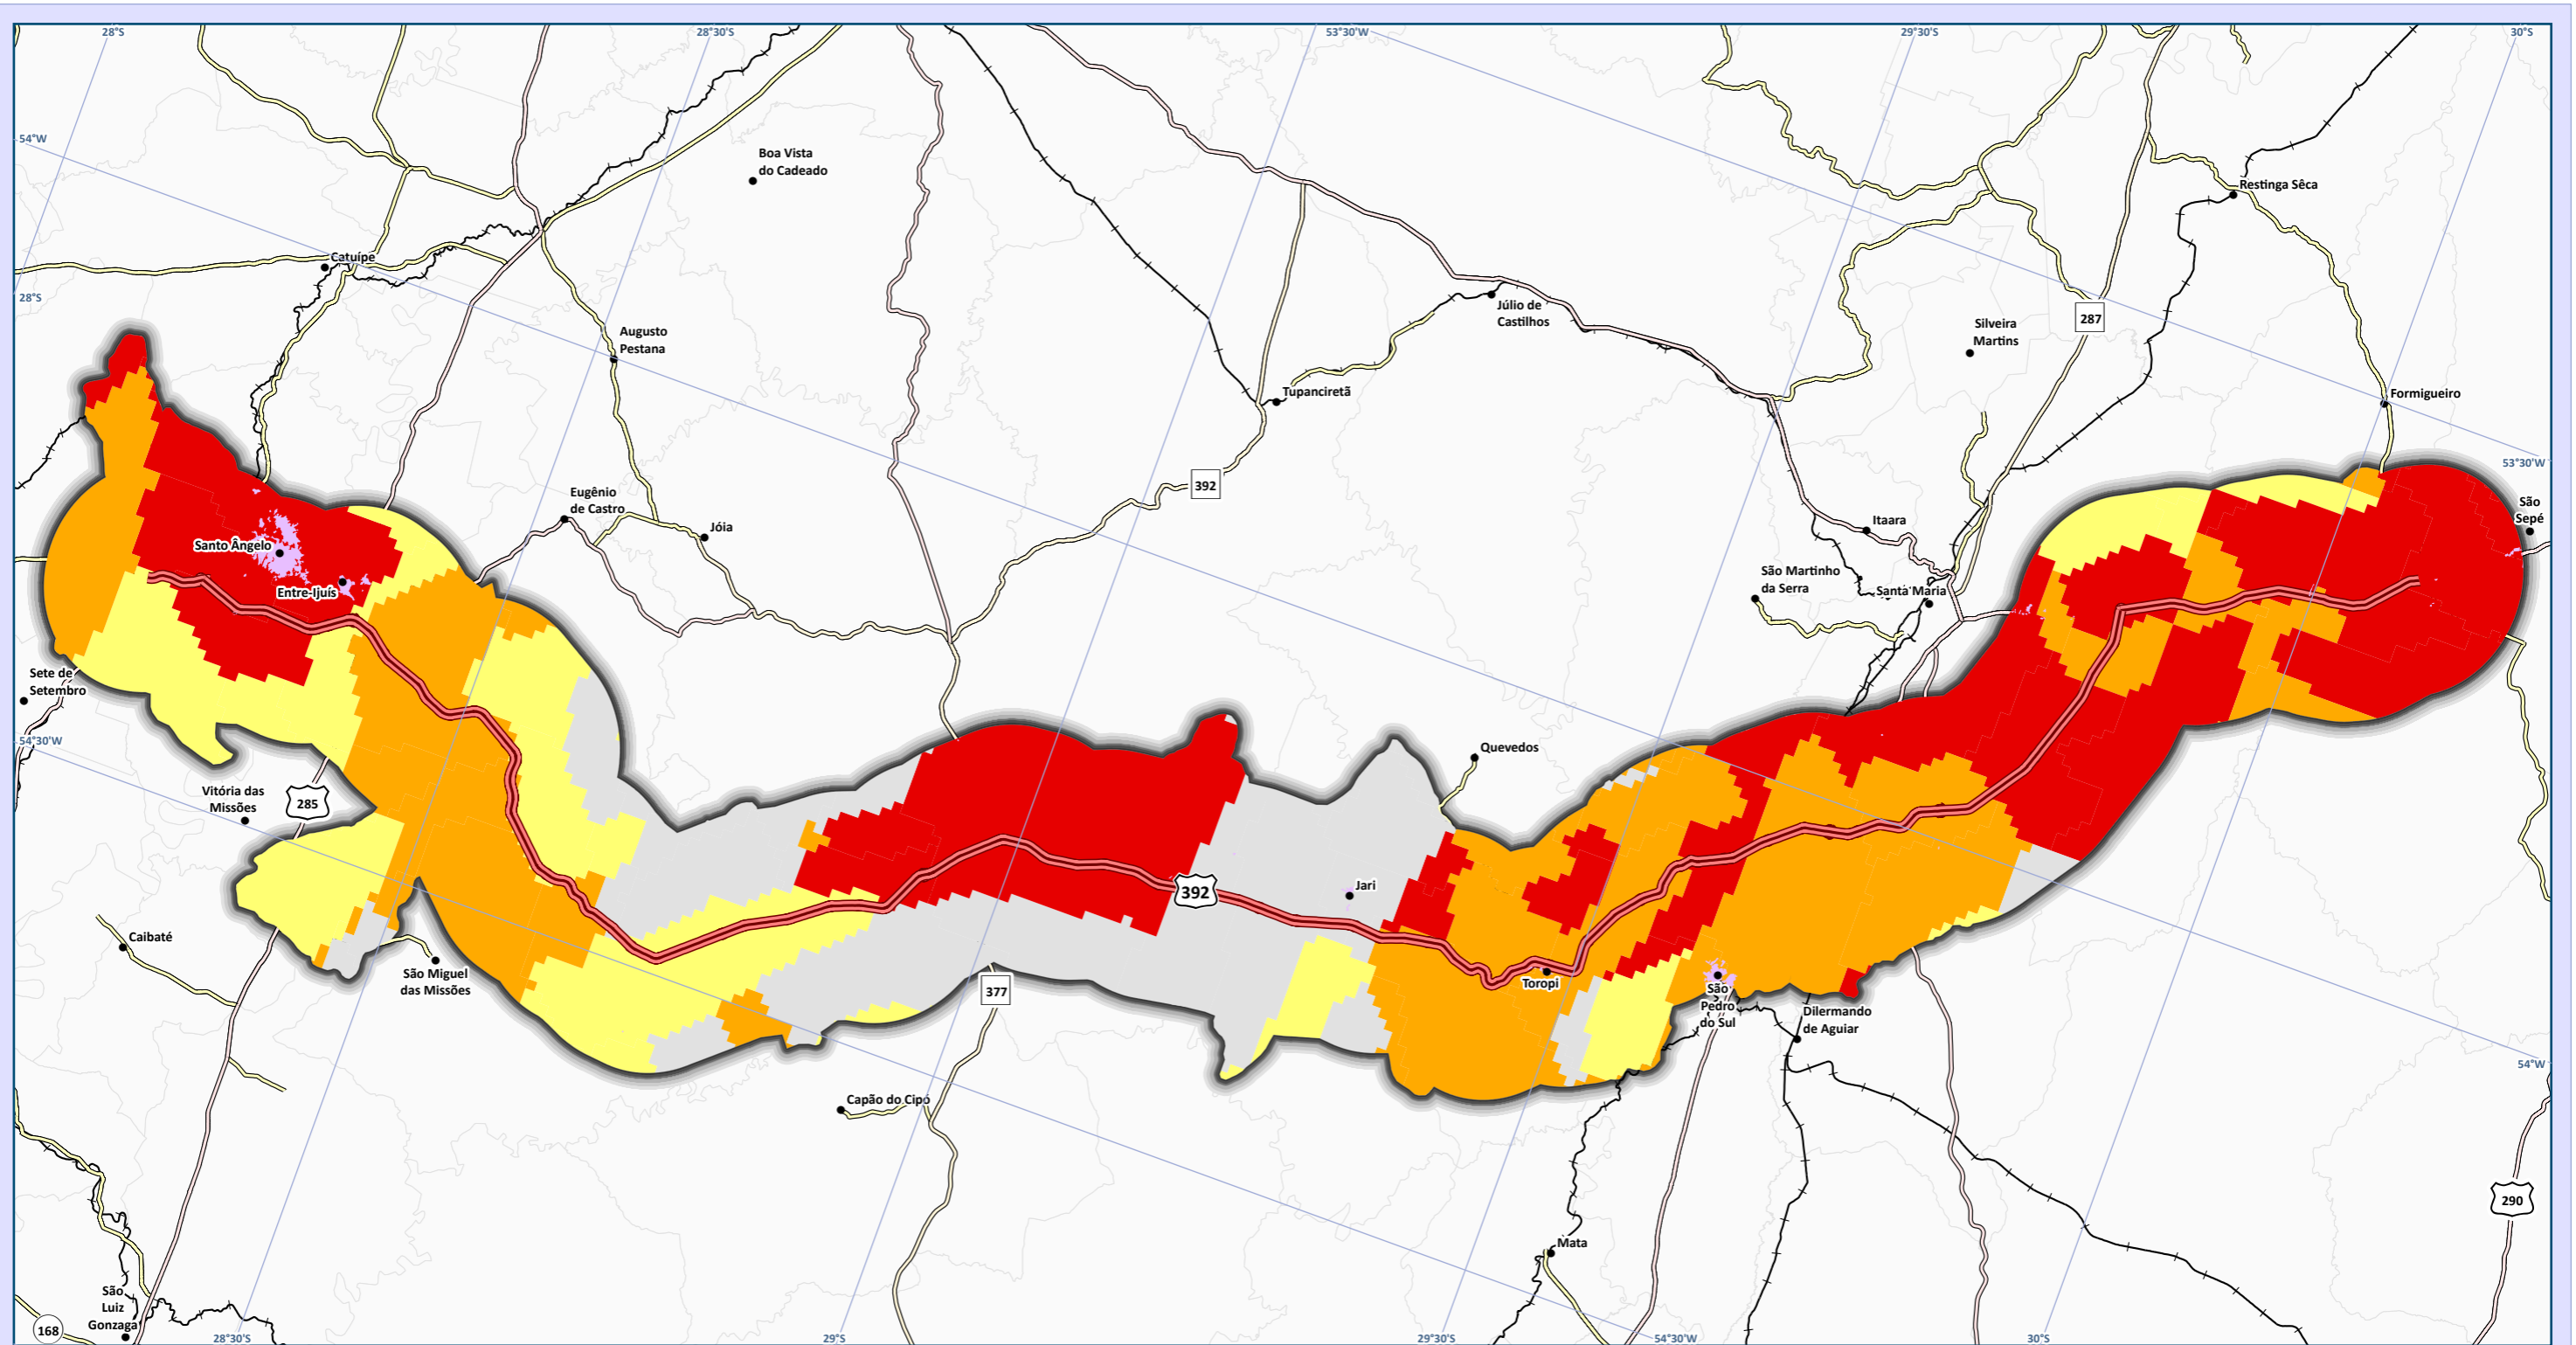 28°S
28°30'S
53°30'W
29°30'S
30°S
54°W
Boa Vista
do Cadeado
Restinga Sêca
Catuípe
28°S
Augusto
Pestana
Júlio de
Castilhos
Silveira
Martins
287
Tupanciretã
Formigueiro
392
53°30'W
Eugênio
de Castro
Jóia
Itaara
São
Sepé
Santo Ângelo
Entre-Ijuís
São Martinho
da Serra
Santa Maria
Sete de
Setembro
54°30'W
Quevedos
Vitória das
Missões
285
392
Jari
Caibaté
São Miguel
das Missões
377
Toropi
São
Pedro
do Sul
Dilermando
de Aguiar
54°W
Capão do Cipó
290
Mata
São
Luiz
Gonzaga
168
28°30'S
29°S
29°30'S
54°30'W
30°S